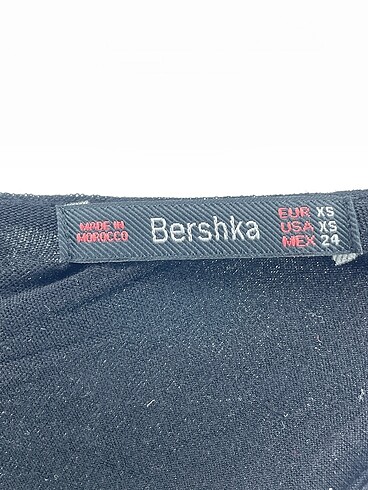 MADE IN
MOROCCO
Bershka
EUR XS
USA XS
MEX 24